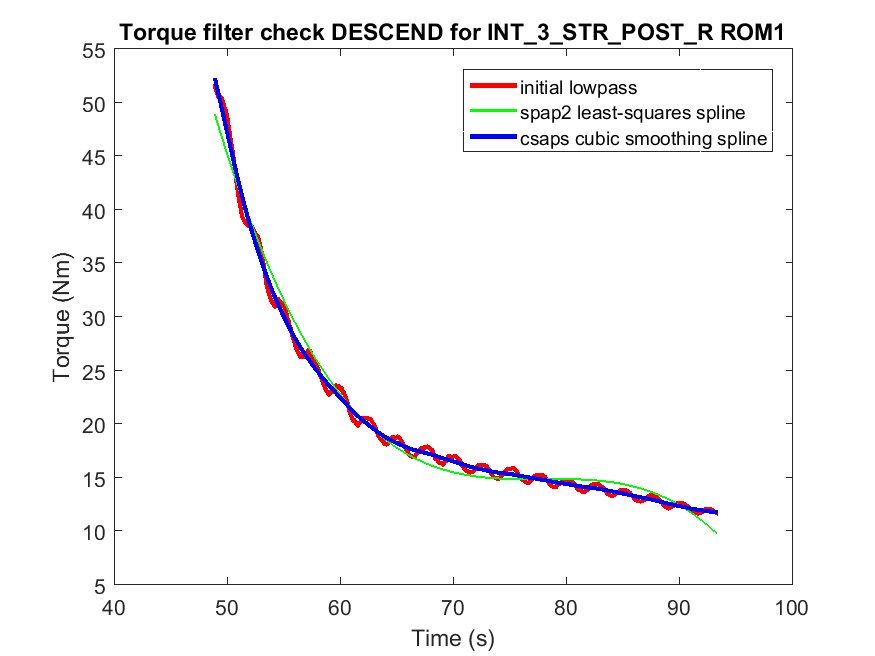 Torque filter check DESCEND for INT_3_STR_POST_R ROM1
55
50
45
40
35
30
25
20
15
10
5
Torque (Nm)
initial lowpass
spap2 least-squares spline
csaps cubic smoothing spline
40 50 60 70 80 90 100
Time (s)